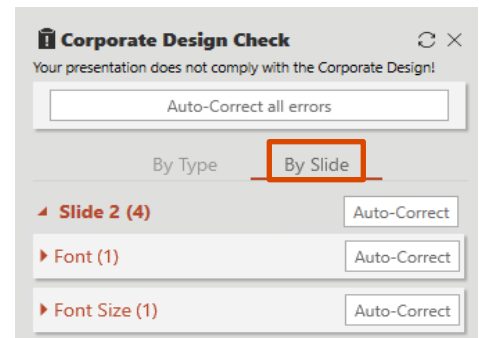 Corporate Design Check
Your presentation does not comply with the Corporate Design!
Auto-Correct all errors
By Type By Slide
Slide 2 (4) Auto-Correct
Font (1) Auto-Correct
Font Size (1) Auto-Correct